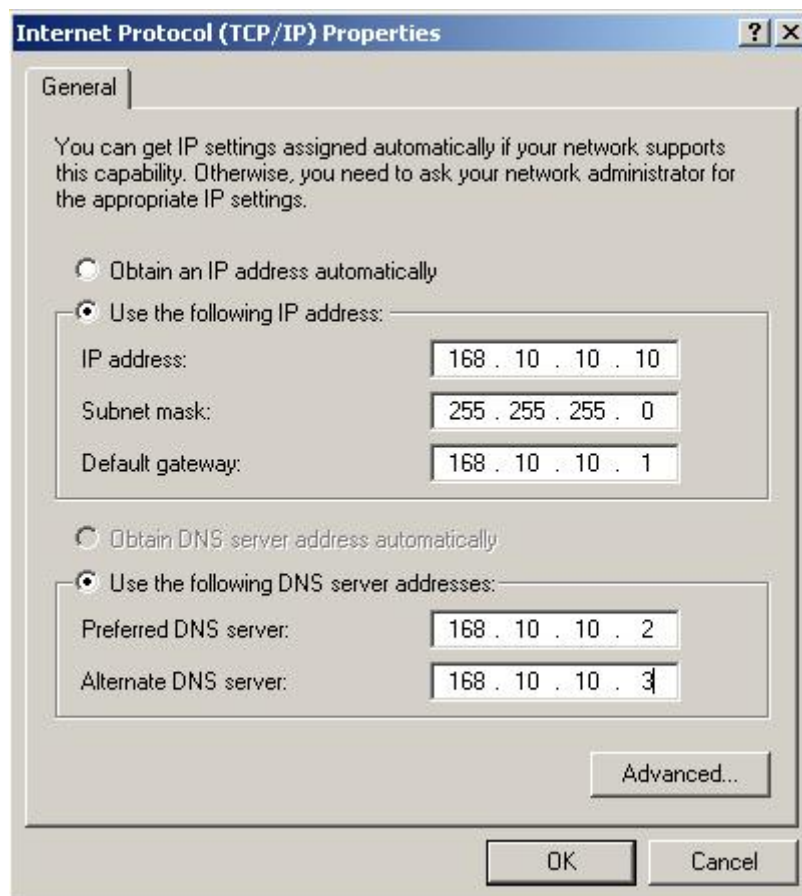 Internet Protocol (TCP/IP) Properties
General
You can get IP settings assigned automatically if your network supports
this capability. Otherwise, you need to ask your network administrator for
the appropriate IP settings.
Obtain an IP address automatically
Use the following IP address:
IP address: 168 . 10 . 10 . 10
Subnet mask: 255 . 255 . 255 . 0
Default gateway: 168 . 10 . 10 . 1
Obtain DNS server address automatically
Use the following DNS server addresses:
Preferred DNS server: 168 . 10 . 10 . 2
Alternate DNS server: 168 . 10 . 10 . 3
Advanced...
OK Cancel